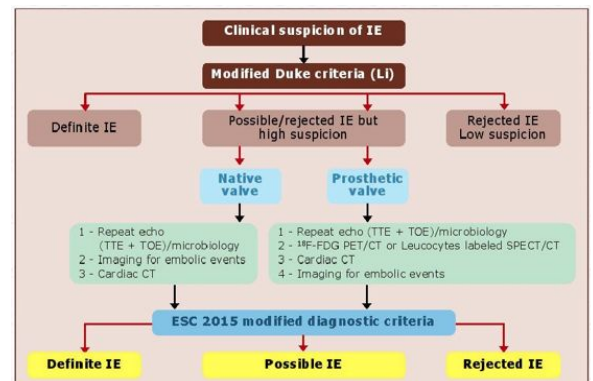 Clinical suspicion of IE
Modified Duke criteria (Li)
Definite IE
Possible/rejected IE but
high suspicion
Rejected IE
Low suspicion
Native
valve
Prosthetic
valve
1 - Repeat echo
(TTE + TOE)/microbiology
2 - Imaging for embolic events
3 - Cardiac CT
1 - Repeat echo (TTE + TOE)/microbiology
2 - ¹⁸F-FDG PET/CT or Leucocytes labeled SPECT/CT
3 - Cardiac CT
4 - Imaging for embolic events
ESC 2015 modified diagnostic criteria
Definite IE
Possible IE
Rejected IE